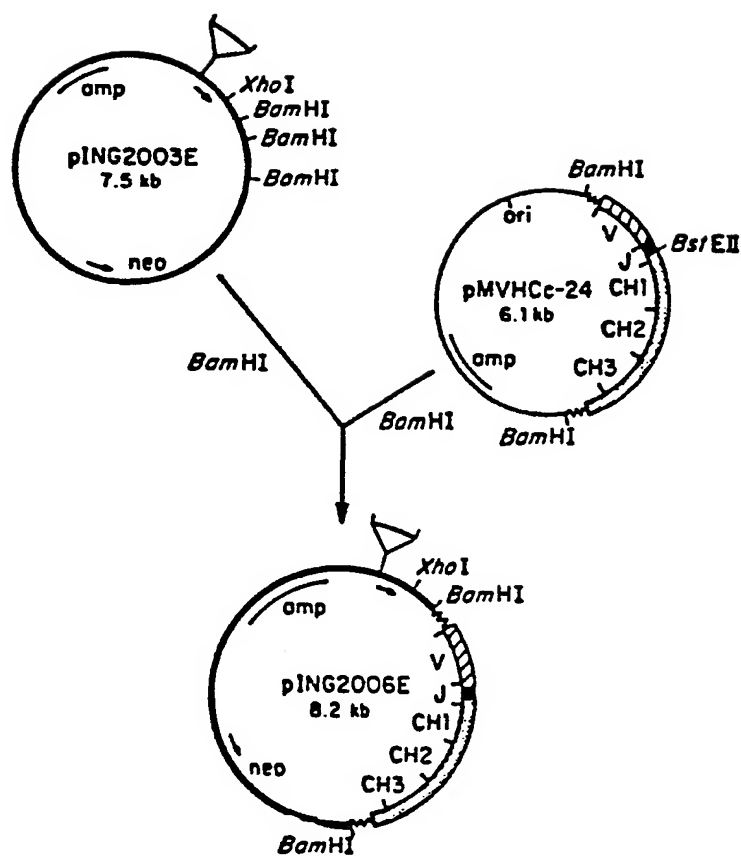 amp
XhoI
BamHI
BamHI
BamHI
pING2003E
7.5 kb
neo
BamHI
ori
V
J
BstEII
pMVHCc-24
6.1 kb
CH1
CH2
CH3
amp
BamHI
BamHI
BamHI
XhoI
BamHI
amp
V
J
pING2006E
8.2 kb
CH1
CH2
CH3
neo
BamHI